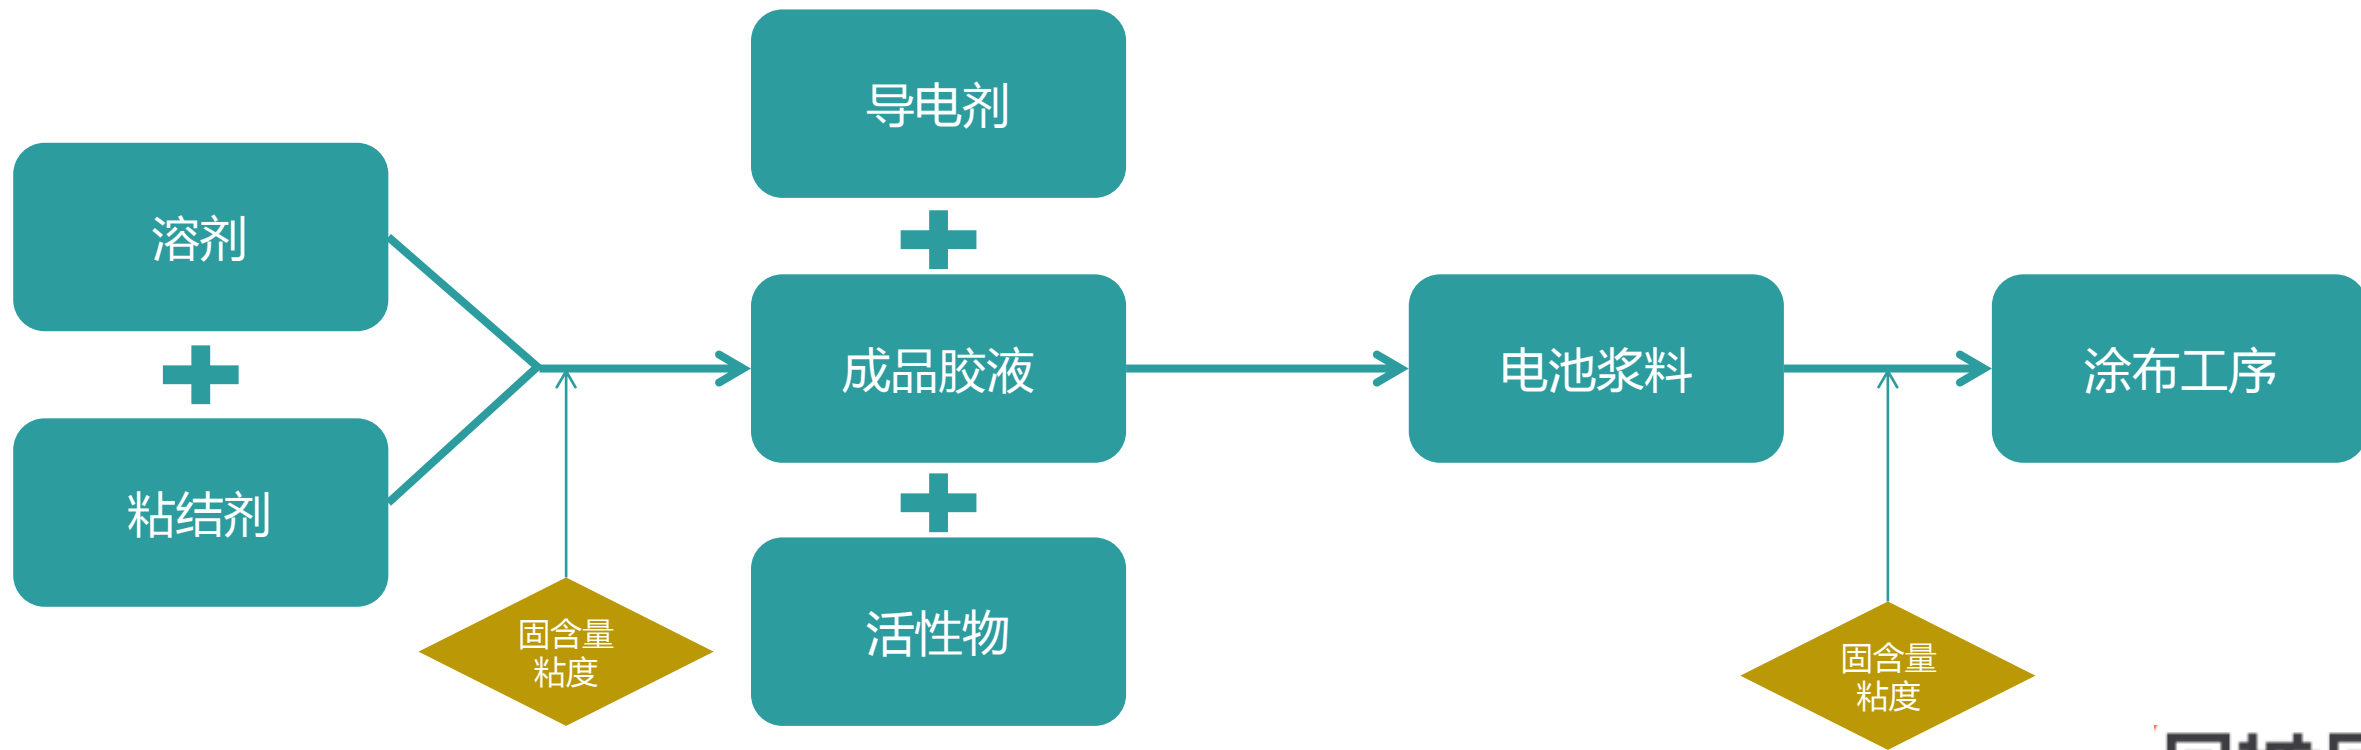 溶剂
粘结剂
固含量
粘度
导电剂
成品胶液
活性物
电池浆料
固含量
粘度
涂布工序